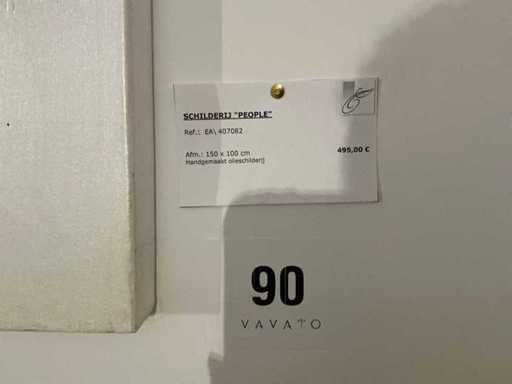 SCHILDERIJ "PEOPLE"
Ref.: EA\407082
Afm.: 150 x 100 cm
495,00 €
Handgemaakt olieschilderij
90
VAVATO